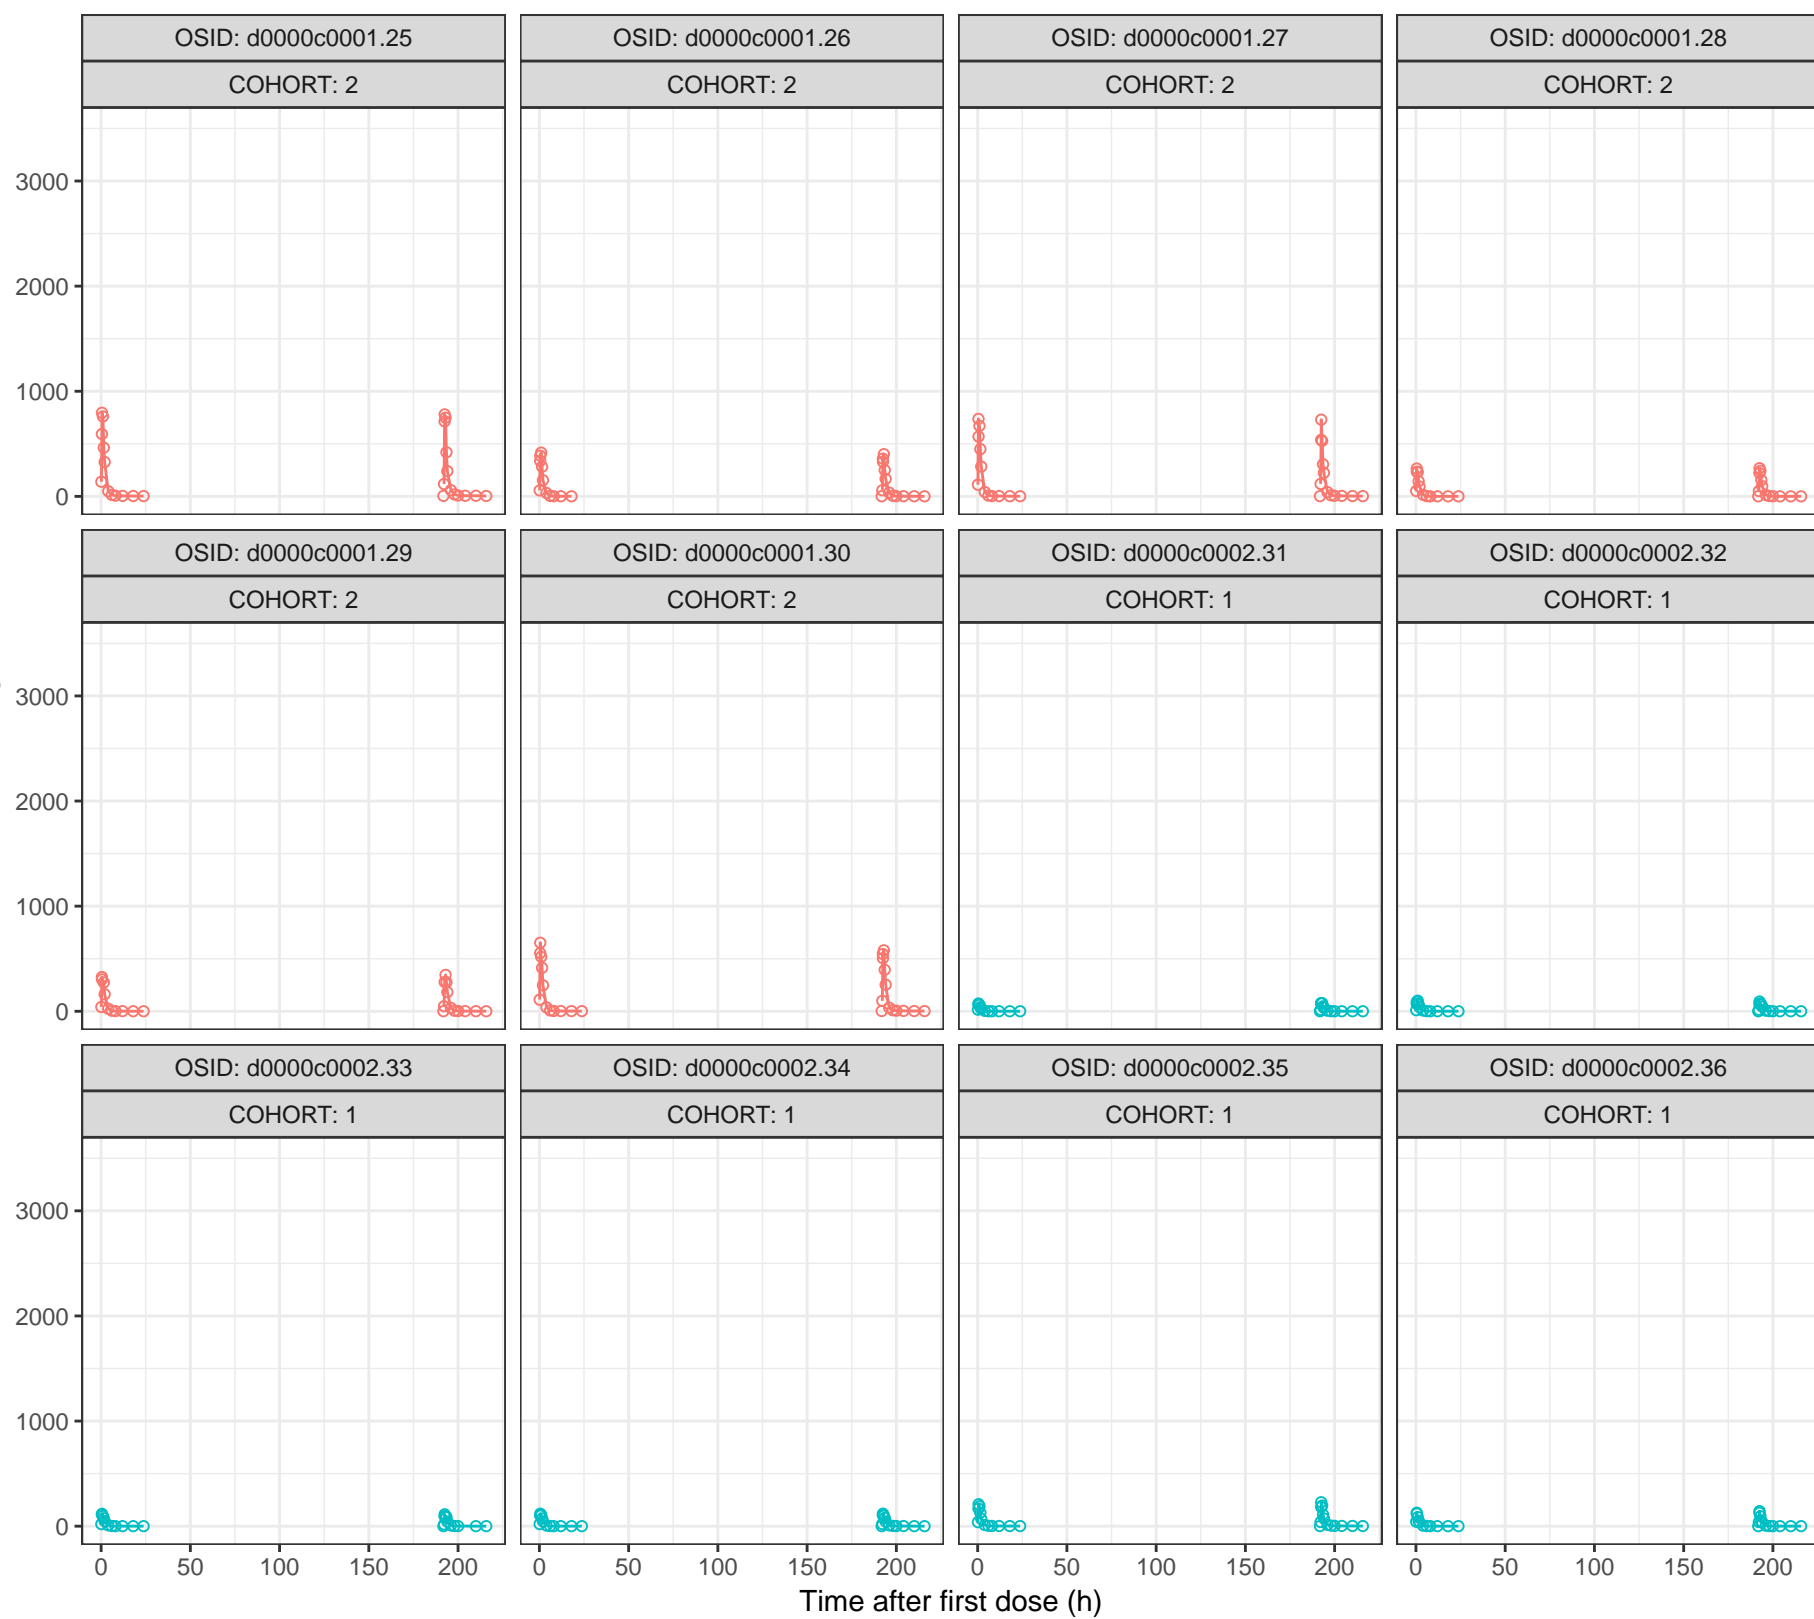 OSID: d0000c0001.25 OSID: d0000c0001.26 OSID: d0000c0001.27 OSID: d0000c0001.28
COHORT: 2 COHORT: 2 COHORT: 2 COHORT: 2
3000
2000
1000
0
OSID: d0000c0001.29 OSID: d0000c0001.30 OSID: d0000c0002.31 OSID: d0000c0002.32
COHORT: 2 COHORT: 2 COHORT: 1 COHORT: 1
3000
2000
1000
0
OSID: d0000c0002.33 OSID: d0000c0002.34 OSID: d0000c0002.35 OSID: d0000c0002.36
COHORT: 1 COHORT: 1 COHORT: 1 COHORT: 1
3000
2000
1000
0
0 50 100 150 200 0 50 100 150 200 0 50 100 150 200 0 50 100 150 200
Time after first dose (h)